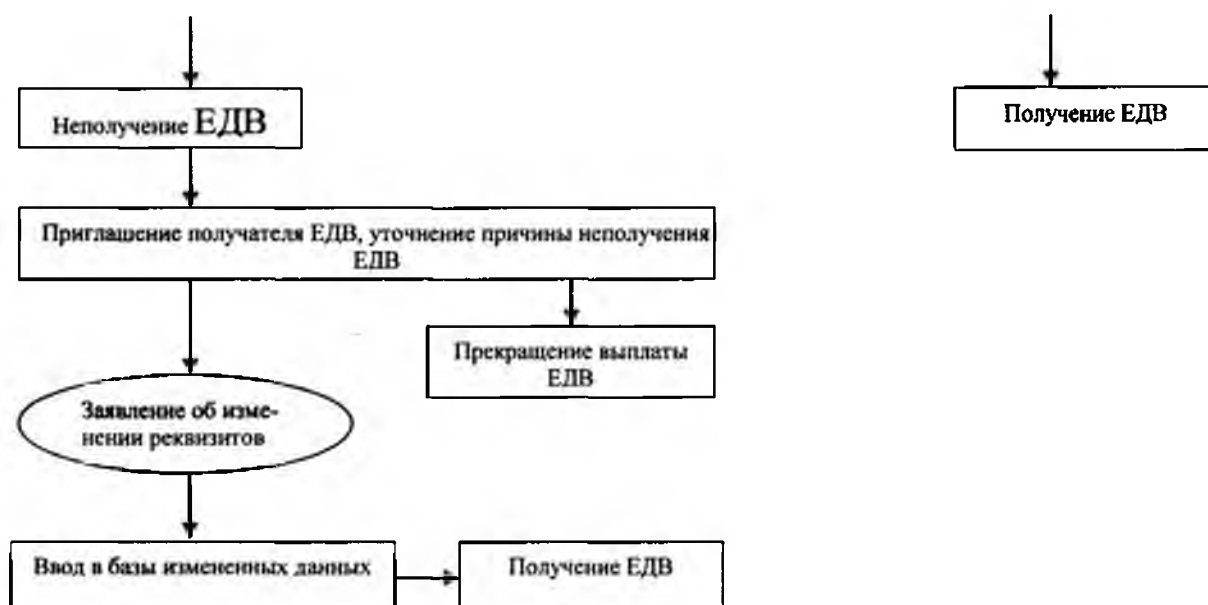 Неполучение ЕДВ
Получение ЕДВ
Приглашение получателя ЕДВ, уточнение причины неполучения
ЕДВ
Прекращение выплаты
ЕДВ
Заявление об изме-
нении реквизитов
Ввод в базы измененных данных
Получение ЕДВ